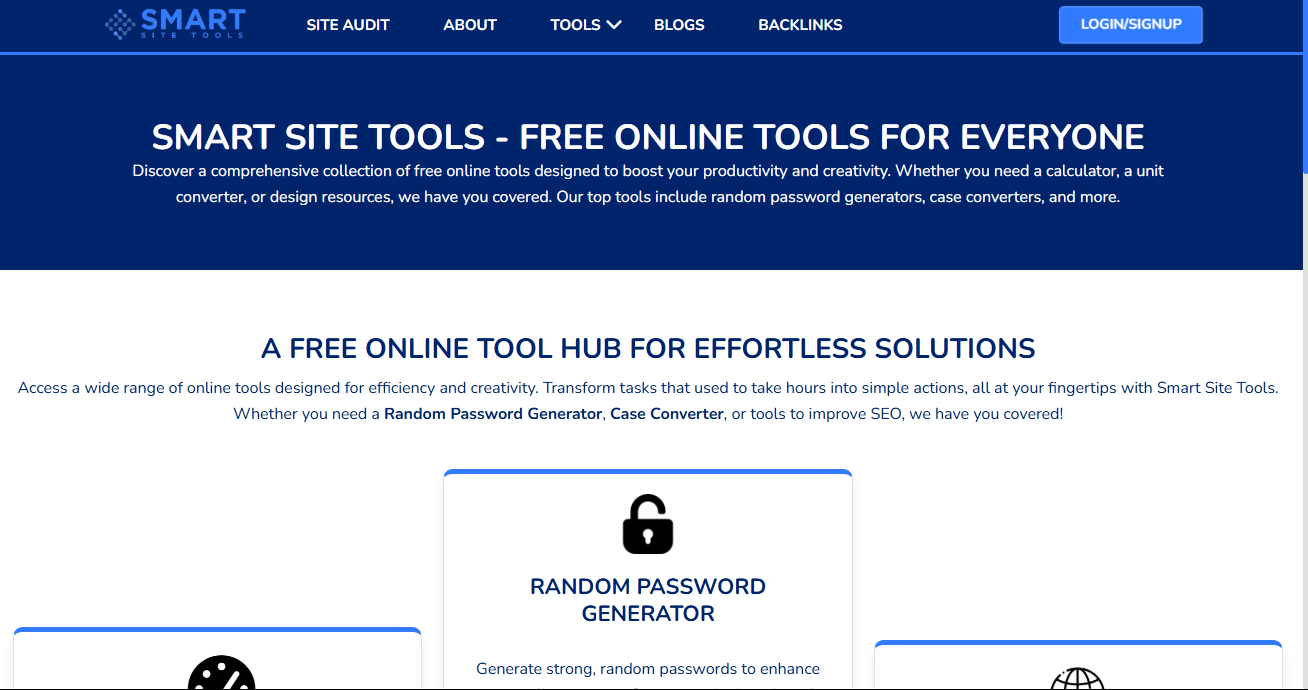 SMART
SITE TOOLS
SITE AUDIT
ABOUT
TOOLS
BLOGS
BACKLINKS
LOGIN/SIGNUP
SMART SITE TOOLS - FREE ONLINE TOOLS FOR EVERYONE
Discover a comprehensive collection of free online tools designed to boost your productivity and creativity. Whether you need a calculator, a unit
converter, or design resources, we have you covered. Our top tools include random password generators, case converters, and more.
A FREE ONLINE TOOL HUB FOR EFFORTLESS SOLUTIONS
Access a wide range of online tools designed for efficiency and creativity. Transform tasks that used to take hours into simple actions, all at your fingertips with Smart Site Tools.
Whether you need a Random Password Generator, Case Converter, or tools to improve SEO, we have you covered!
RANDOM PASSWORD
GENERATOR
Generate strong, random passwords to enhance